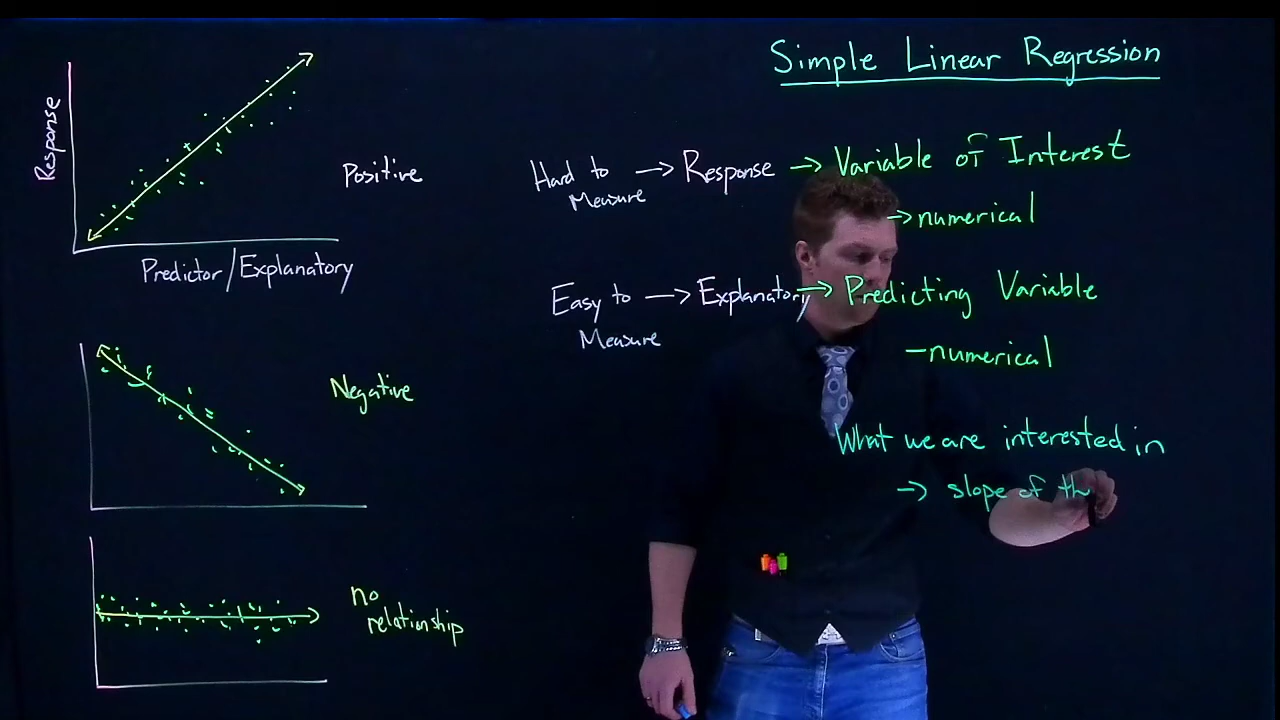 Simple Linear Regression
Response
Positive
Predictor/Explanatory
Negative
no
relationship
Hard to Measure → Response → Variable of Interest
→ numerical
Easy to Measure → Explanatory → Predicting Variable
- numerical
What we are interested in
→ slope of th